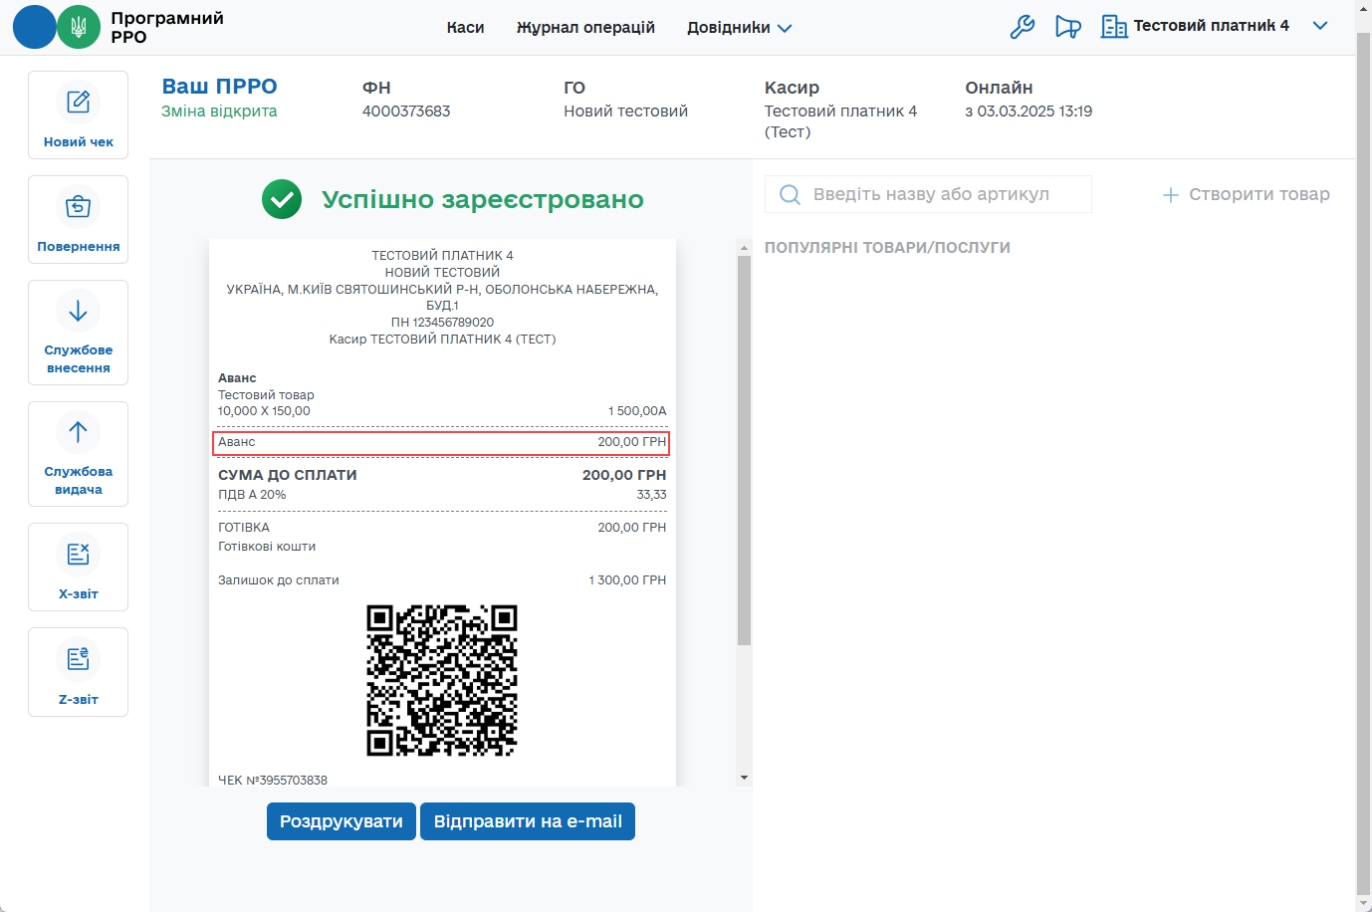 Програмний
РРО
Каси
Журнал операцій
Довідники
Тестовий платник 4
Новий чек
Повернення
Службове
внесення
Службова
видача
X-звіт
Z-звіт
Ваш ПРРО
Зміна відкрита
ФН
4000373683
ГО
Новий тестовий
Касир
Тестовий платник 4
(Тест)
Онлайн
з 03.03.2025 13:19
Успішно зареєстровано
ТЕСТОВИЙ ПЛАТНИК 4
НОВИЙ ТЕСТОВИЙ
УКРАЇНА, М.КИЇВ СВЯТОШИНСЬКИЙ Р-Н, ОБОЛОНСЬКА НАБЕРЕЖНА,
БУД.1
ПН 123456789020
Касир ТЕСТОВИЙ ПЛАТНИК 4 (ТЕСТ)
Аванс
Тестовий товар
10,000 X 150,00 1 500,00А
Аванс 200,00 ГРН
СУМА ДО СПЛАТИ 200,00 ГРН
ПДВ А 20% 33,33
ГОТІВКА 200,00 ГРН
Готівкові кошти
Залишок до сплати 1 300,00 ГРН
ЧЕК №3955703838
Роздрукувати
Відправити на e-mail
Введіть назву або артикул
+ Створити товар
ПОПУЛЯРНІ ТОВАРИ/ПОСЛУГИ